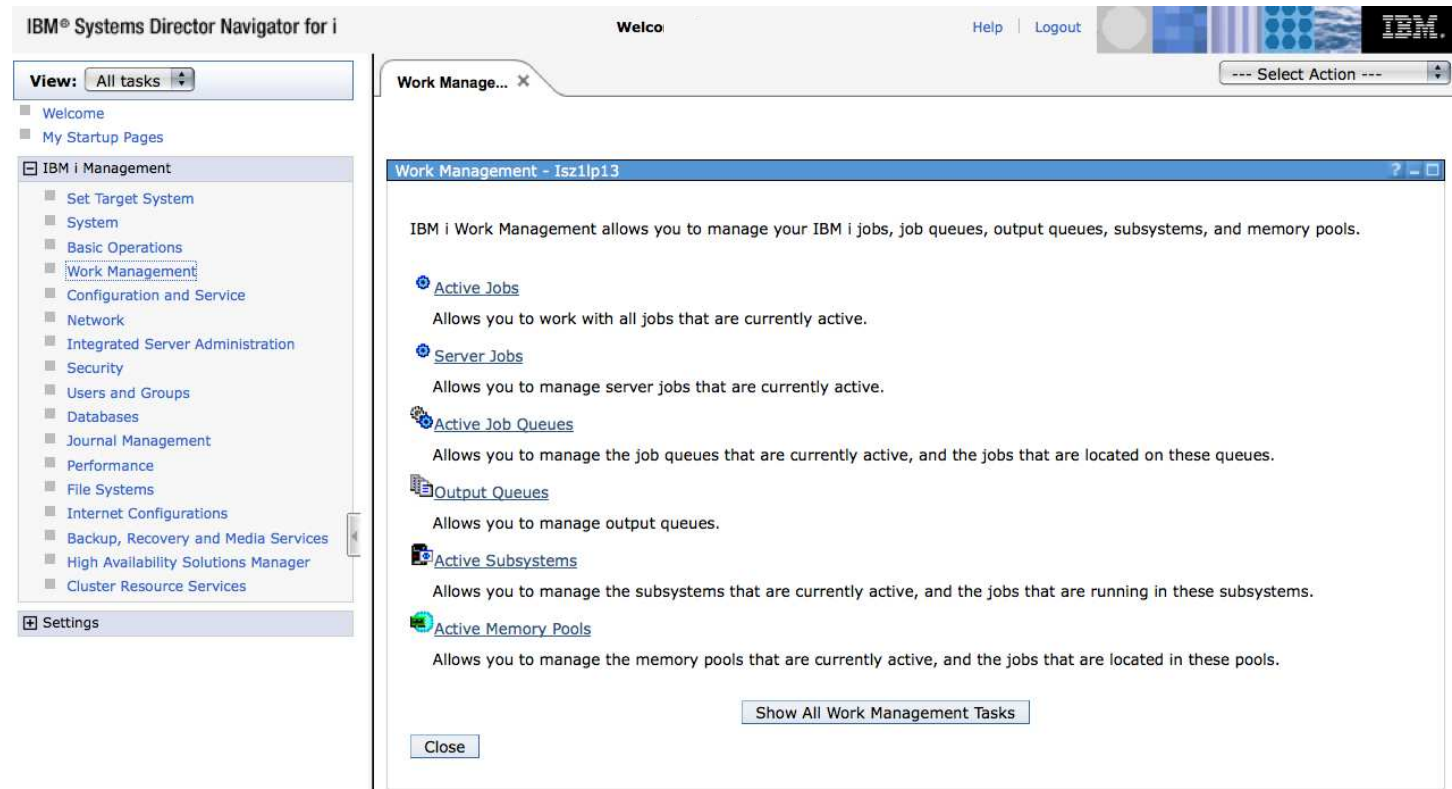 IBM® Systems Director Navigator for i
Welco
Help | Logout
IBM.
View: All tasks
Welcome
My Startup Pages
IBM i Management
Set Target System
System
Basic Operations
Work Management
Configuration and Service
Network
Integrated Server Administration
Security
Users and Groups
Databases
Journal Management
Performance
File Systems
Internet Configurations
Backup, Recovery and Media Services
High Availability Solutions Manager
Cluster Resource Services
Settings
Work Manage...
--- Select Action ---
Work Management - Isz1lp13
IBM i Work Management allows you to manage your IBM i jobs, job queues, output queues, subsystems, and memory pools.
Active Jobs
Allows you to work with all jobs that are currently active.
Server Jobs
Allows you to manage server jobs that are currently active.
Active Job Queues
Allows you to manage the job queues that are currently active, and the jobs that are located on these queues.
Output Queues
Allows you to manage output queues.
Active Subsystems
Allows you to manage the subsystems that are currently active, and the jobs that are running in these subsystems.
Active Memory Pools
Allows you to manage the memory pools that are currently active, and the jobs that are located in these pools.
Show All Work Management Tasks
Close